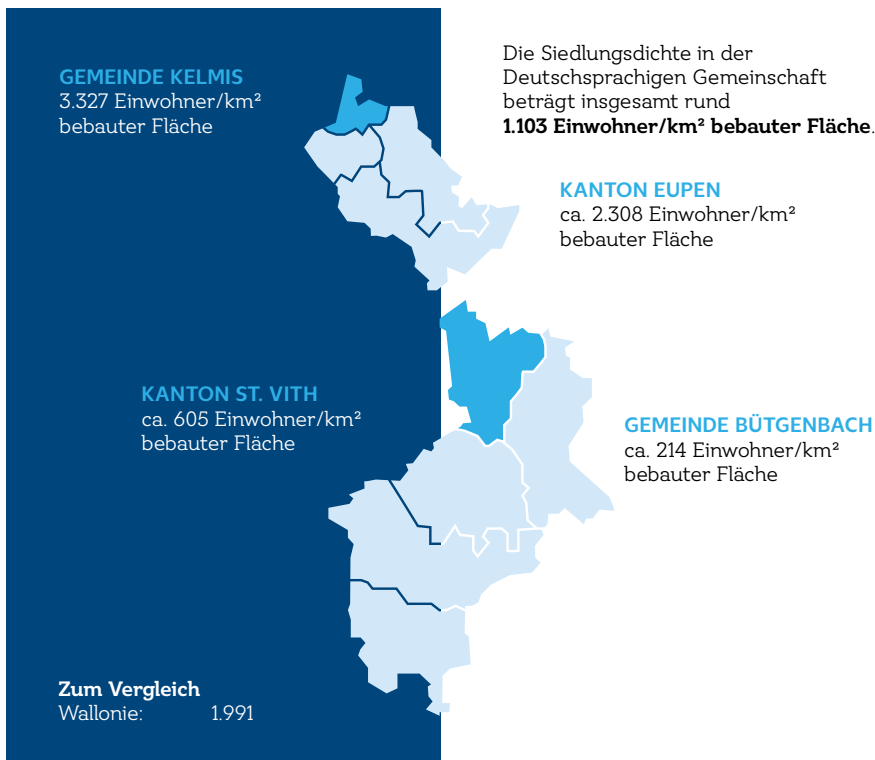 GEMEINDE KELMIS
3.327 Einwohner/km²
bebauter Fläche
Die Siedlungsdichte in der
Deutschsprachigen Gemeinschaft
beträgt insgesamt rund
1.103 Einwohner/km² bebauter Fläche.
KANTON EUPEN
ca. 2.308 Einwohner/km²
bebauter Fläche
KANTON ST. VITH
ca. 605 Einwohner/km²
bebauter Fläche
GEMEINDE BÜTGENBACH
ca. 214 Einwohner/km²
bebauter Fläche
Zum Vergleich
Wallonie: 1.991